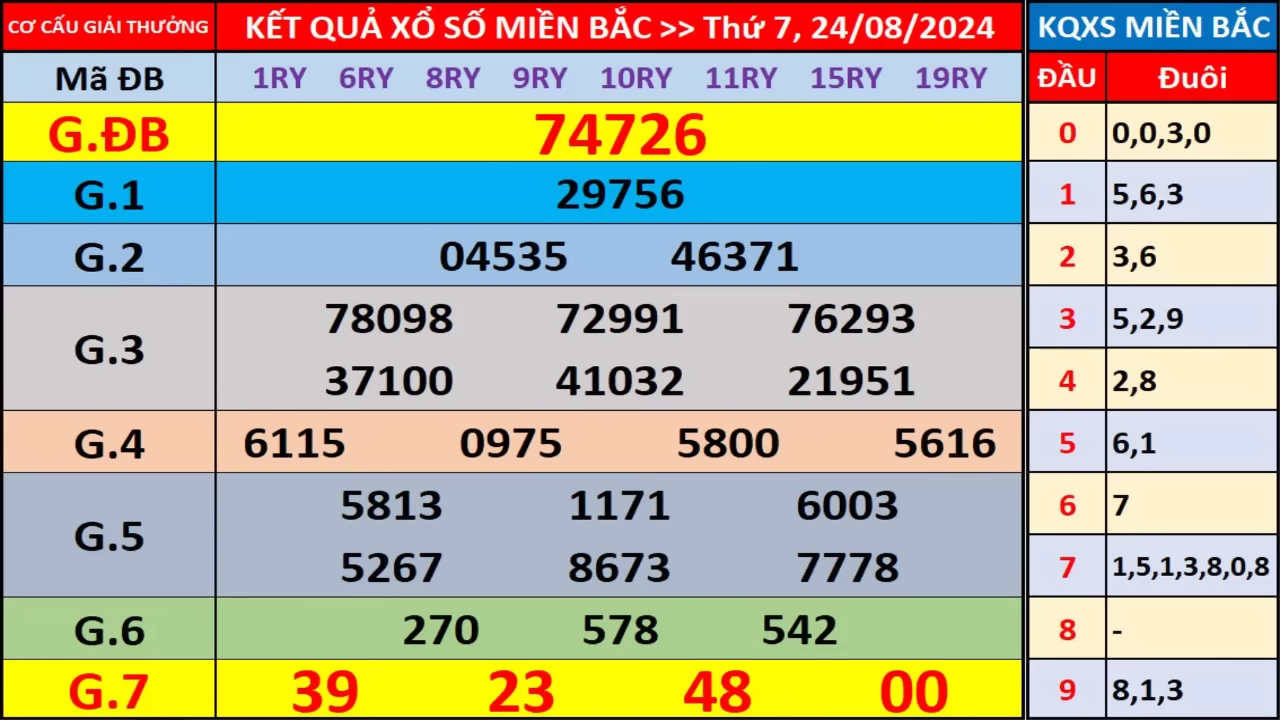 CƠ CẤU GIẢI THƯỞNG
KẾT QUẢ XỔ SỐ MIỀN BẮC >> Thứ 7, 24/08/2024
Mã ĐB 1RY 6RY 8RY 9RY 10RY 11RY 15RY 19RY
G.ĐB 74726
G.1 29756
G.2 04535 46371
G.3 78098 72991 76293
37100 41032 21951
G.4 6115 0975 5800 5616
G.5 5813 1171 6003
5267 8673 7778
G.6 270 578 542
G.7 39 23 48 00
KQXS MIỀN BẮC
ĐẦU Đuôi
0 0,0,3,0
1 5,6,3
2 3,6
3 5,2,9
4 2,8
5 6,1
6 7
7 1,5,1,3,8,0,8
8 -
9 8,1,3